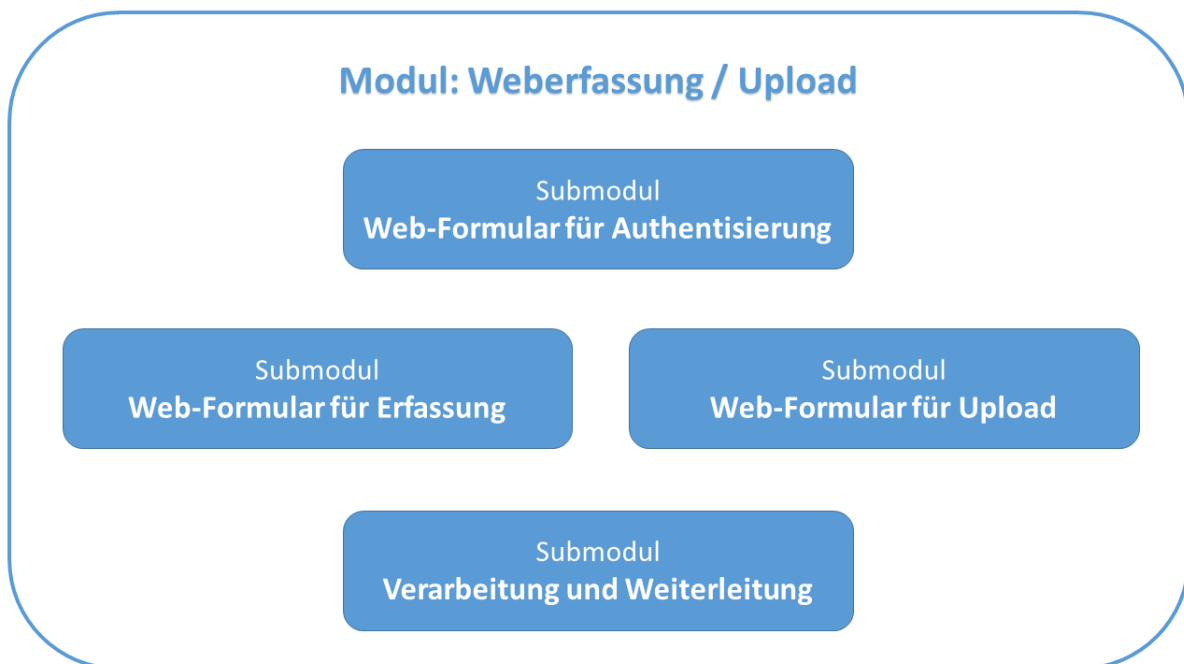 Modul: Weberfassung / Upload
Submodul
Web-Formular für Authentisierung
Submodul
Web-Formular für Erfassung
Submodul
Web-Formular für Upload
Submodul
Verarbeitung und Weiterleitung